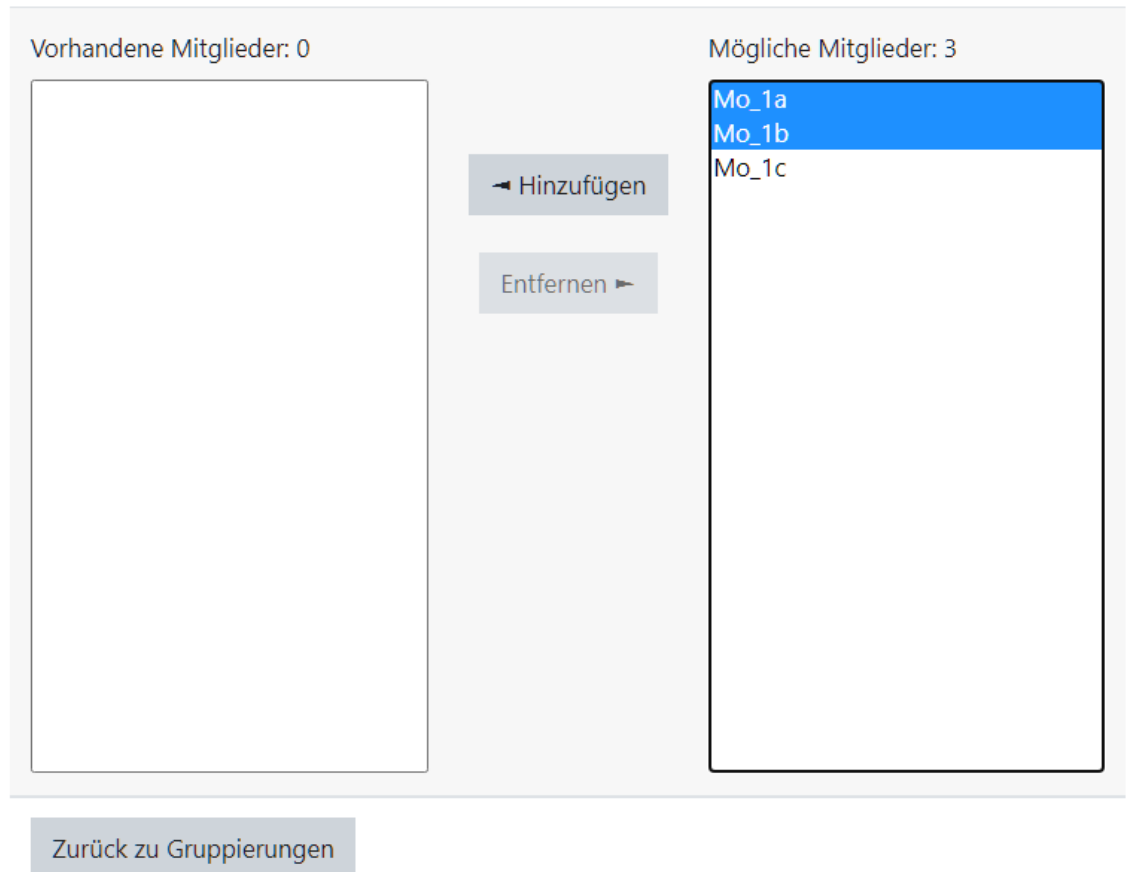 Vorhandene Mitglieder: 0
Mögliche Mitglieder: 3
Mo_1a
Mo_1b
Mo_1c
◄ Hinzufügen
Entfernen ►
Zurück zu Gruppierungen